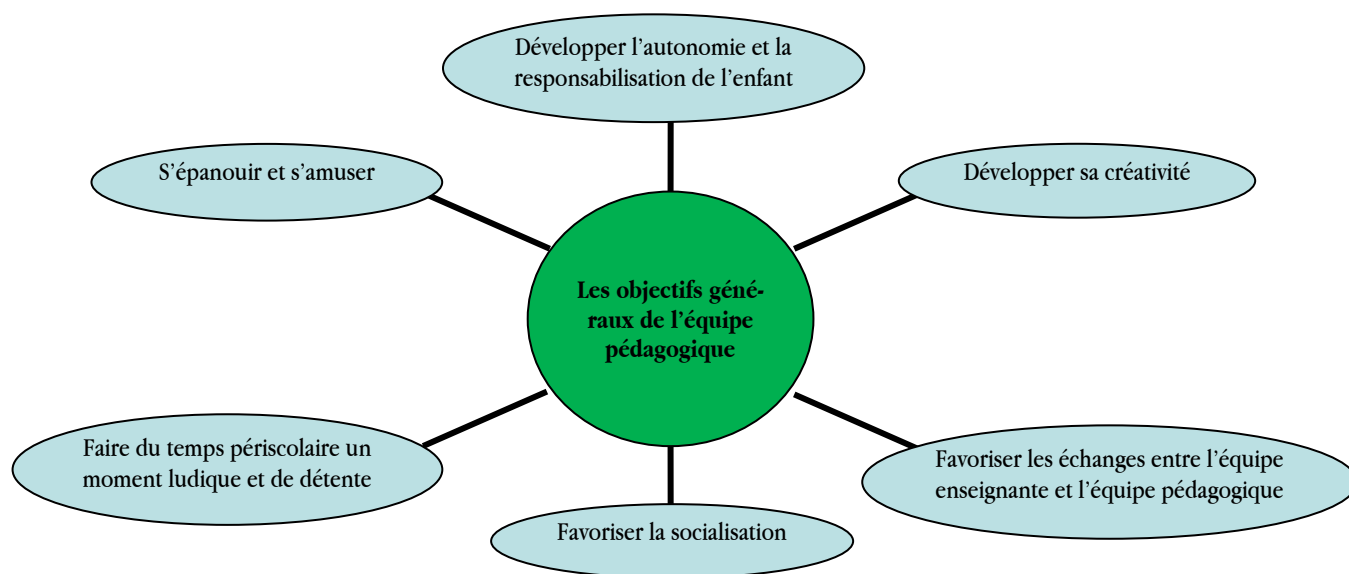 Développer l’autonomie et la
responsabilisation de l’enfant
S’épanouir et s’amuser
Développer sa créativité
Les objectifs géné-
raux de l’équipe
pédagogique
Faire du temps périscolaire un
moment ludique et de détente
Favoriser les échanges entre l’équipe
enseignante et l’équipe pédagogique
Favoriser la socialisation